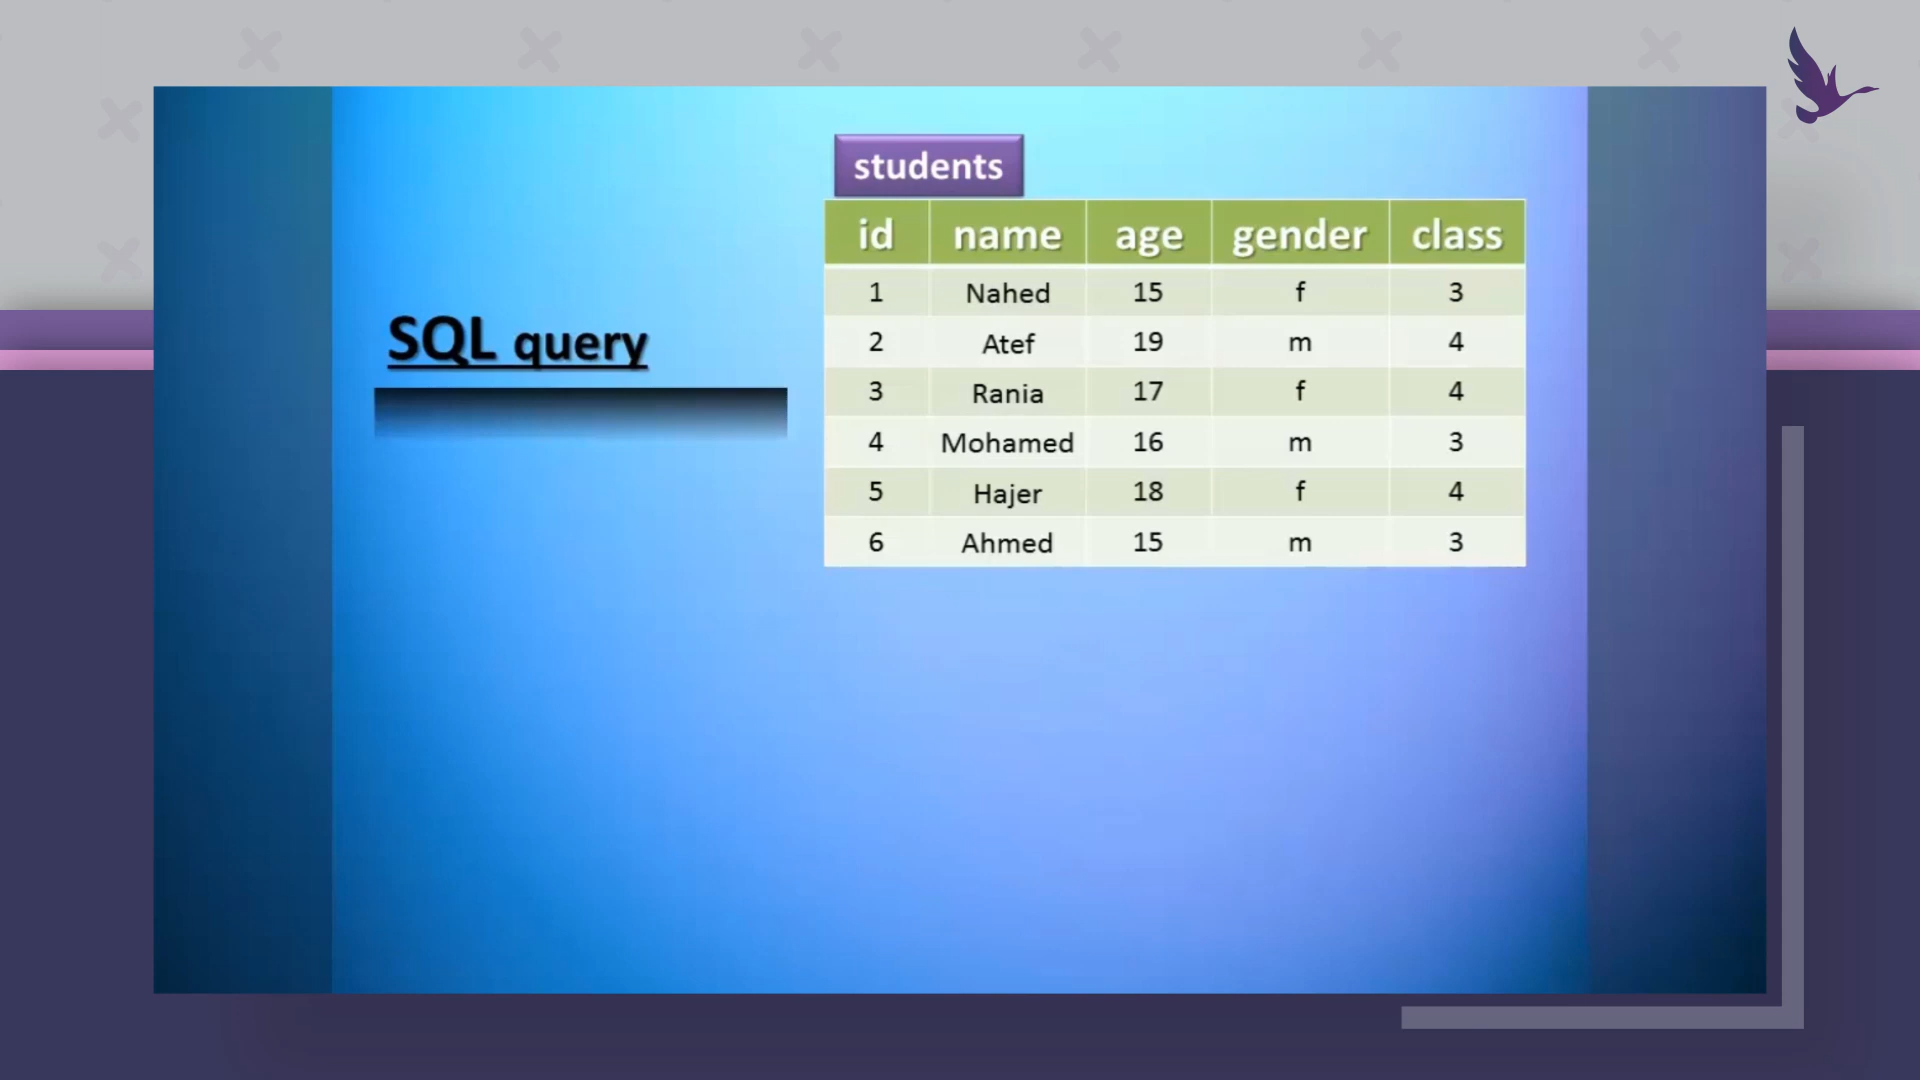 students
id name age gender class
1 Nahed 15 f 3
2 Atef 19 m 4
3 Rania 17 f 4
4 Mohamed 16 m 3
5 Hajer 18 f 4
6 Ahmed 15 m 3
SQL query